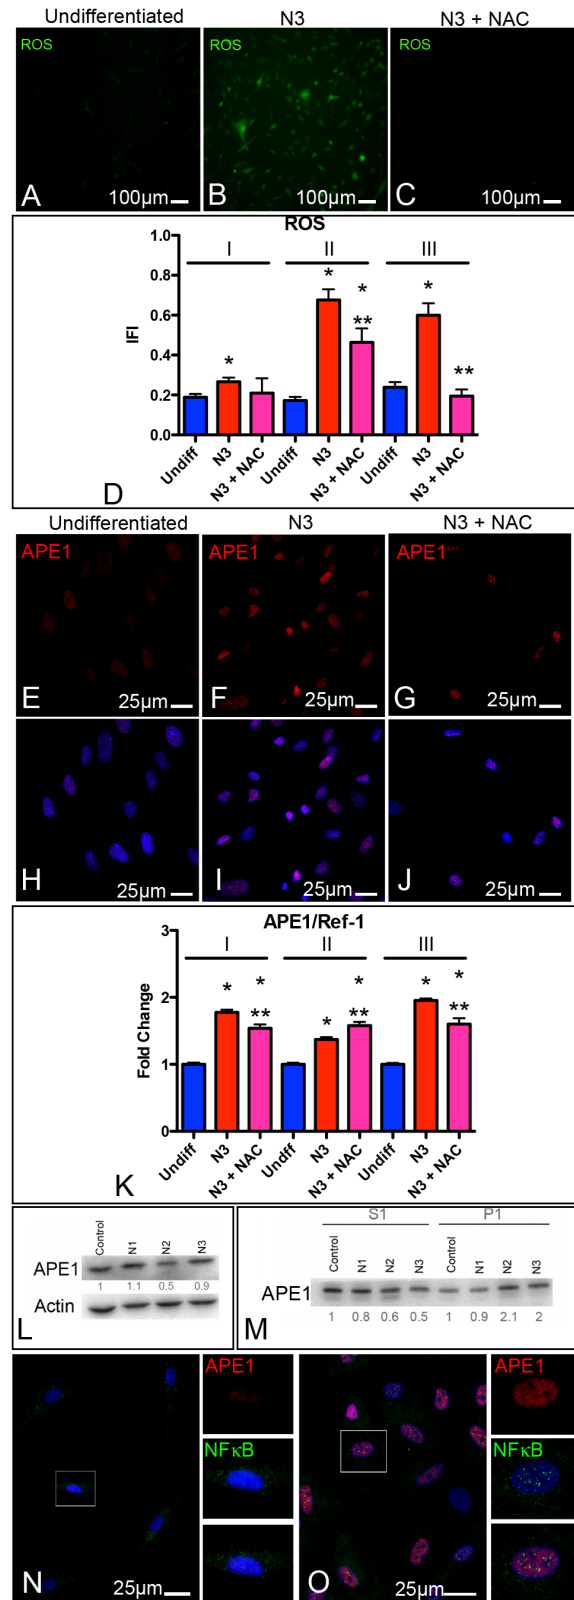 Undifferentiated N3 N3 + NAC
ROS ROS ROS
A 100μm B 100μm C 100μm
ROS
I II III
1.0
0.8
0.6
0.4
0.2
0.0
IFI
* * * ** * **
Undiff N3 N3 + NAC Undiff N3 N3 + NAC Undiff N3 N3 + NAC
D
Undifferentiated N3 N3 + NAC
APE1 APE1 APE1
E 25μm F 25μm G 25μm
H 25μm I 25μm J 25μm
APE1/Ref-1
I II III
3
2
1
0
Fold Change
* * ** * * ** * * **
Undiff N3 N3 + NAC Undiff N3 N3 + NAC Undiff N3 N3 + NAC
K
Control N1 N2 N3
APE1
1 1.1 0.5 0.9
Actin
L
S1 P1
Control N1 N2 N3 Control N1 N2 N3
APE1
1 0.8 0.6 0.5 1 0.9 2.1 2
M
APE1 APE1
NFκB NFκB
N 25μm O 25μm